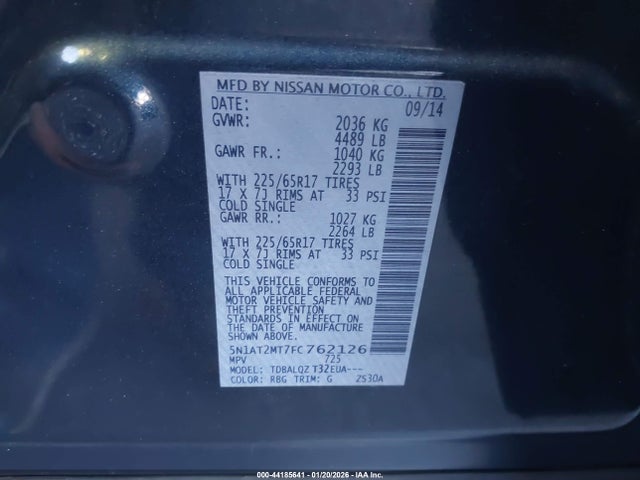 MFD BY NISSAN MOTOR CO., LTD.
DATE: 09/14
GVWR: 2036 KG
4489 LB
GAWR FR.: 1040 KG
2293 LB
WITH 225/65R17 TIRES
17 X 7J RIMS AT 33 PSI
COLD SINGLE
GAWR RR.: 1027 KG
2264 LB
WITH 225/65R17 TIRES
17 X 7J RIMS AT 33 PSI
COLD SINGLE
THIS VEHICLE CONFORMS TO
ALL APPLICABLE FEDERAL
MOTOR VEHICLE SAFETY AND
THEFT PREVENTION
STANDARDS IN EFFECT ON
THE DATE OF MANUFACTURE
SHOWN ABOVE.
5N1AT2MT7FC762126
MPV 725
MODEL: TDBALQZ T32EUA---
COLOR: RBG TRIM: G ZS30A
000-44185641 - 01/20/2026 - IAA Inc.